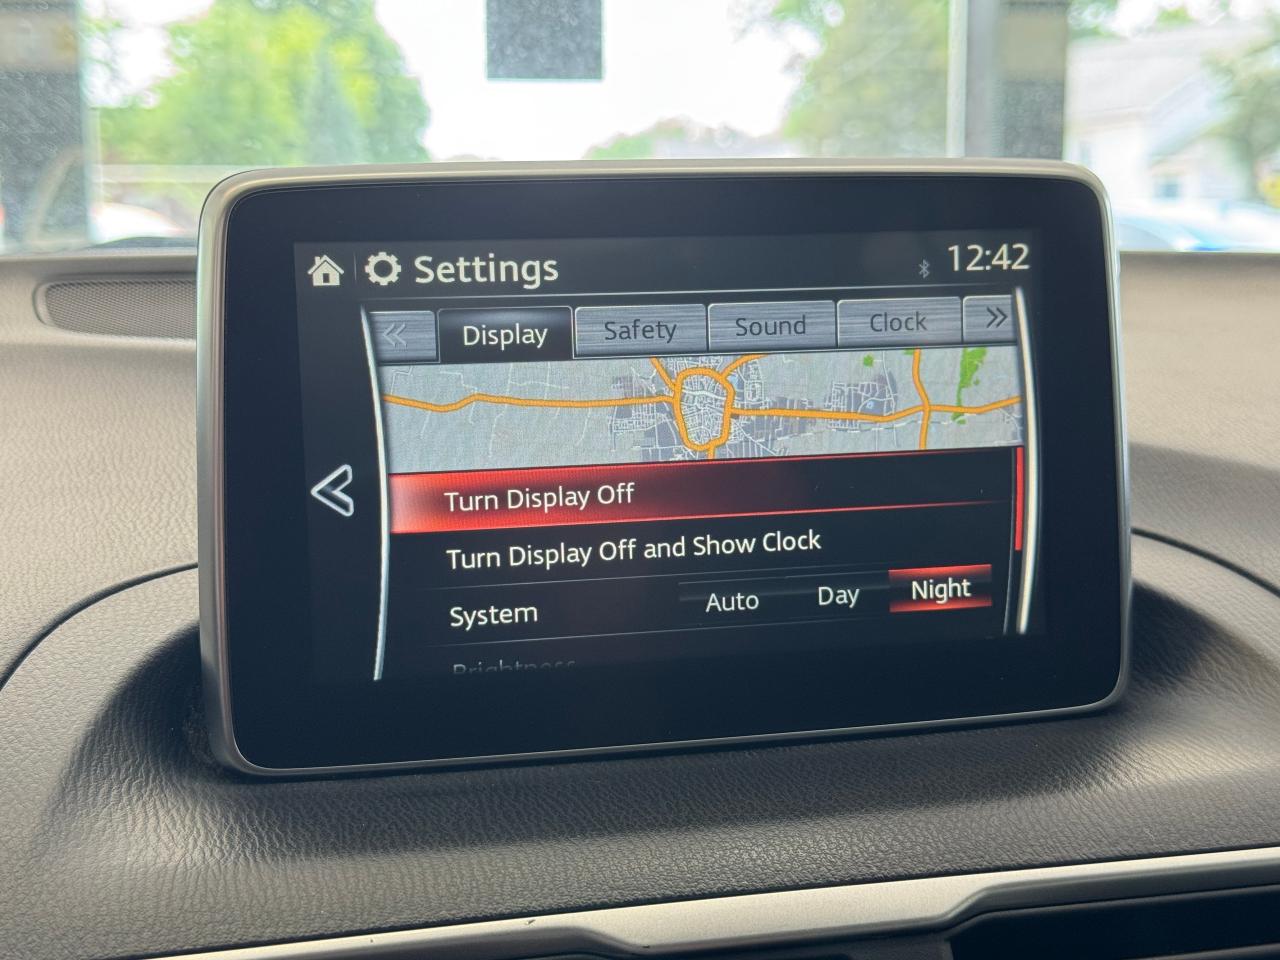 Settings 12:42
Display Safety Sound Clock
Turn Display Off
Turn Display Off and Show Clock
System Auto Day Night
Brightness